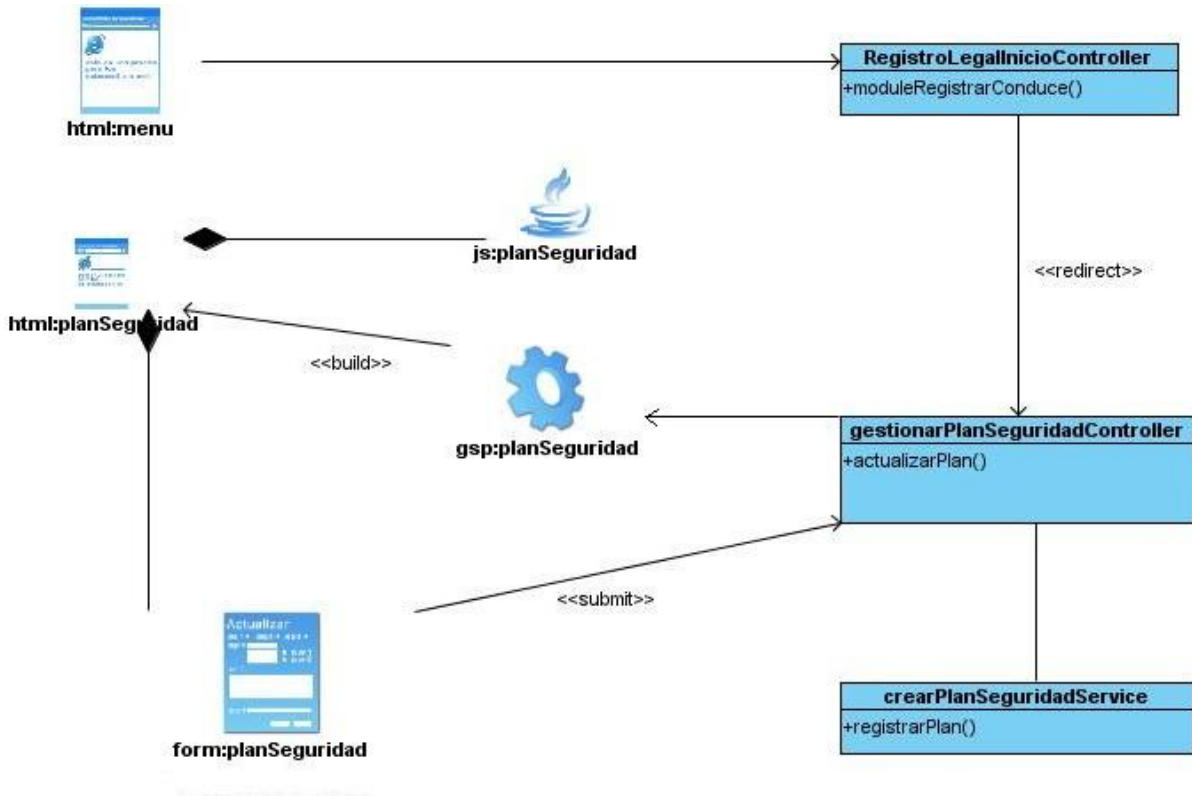 RegistroLegalInicioController
+moduleRegistrarConduce()
html:menu
js:planSeguridad
<<redirect>>
html:planSeguridad
<<build>>
gsp:planSeguridad
gestionarPlanSeguridadController
+actualizarPlan()
<<submit>>
Actualizar
form:planSeguridad
crearPlanSeguridadService
+registrarPlan()